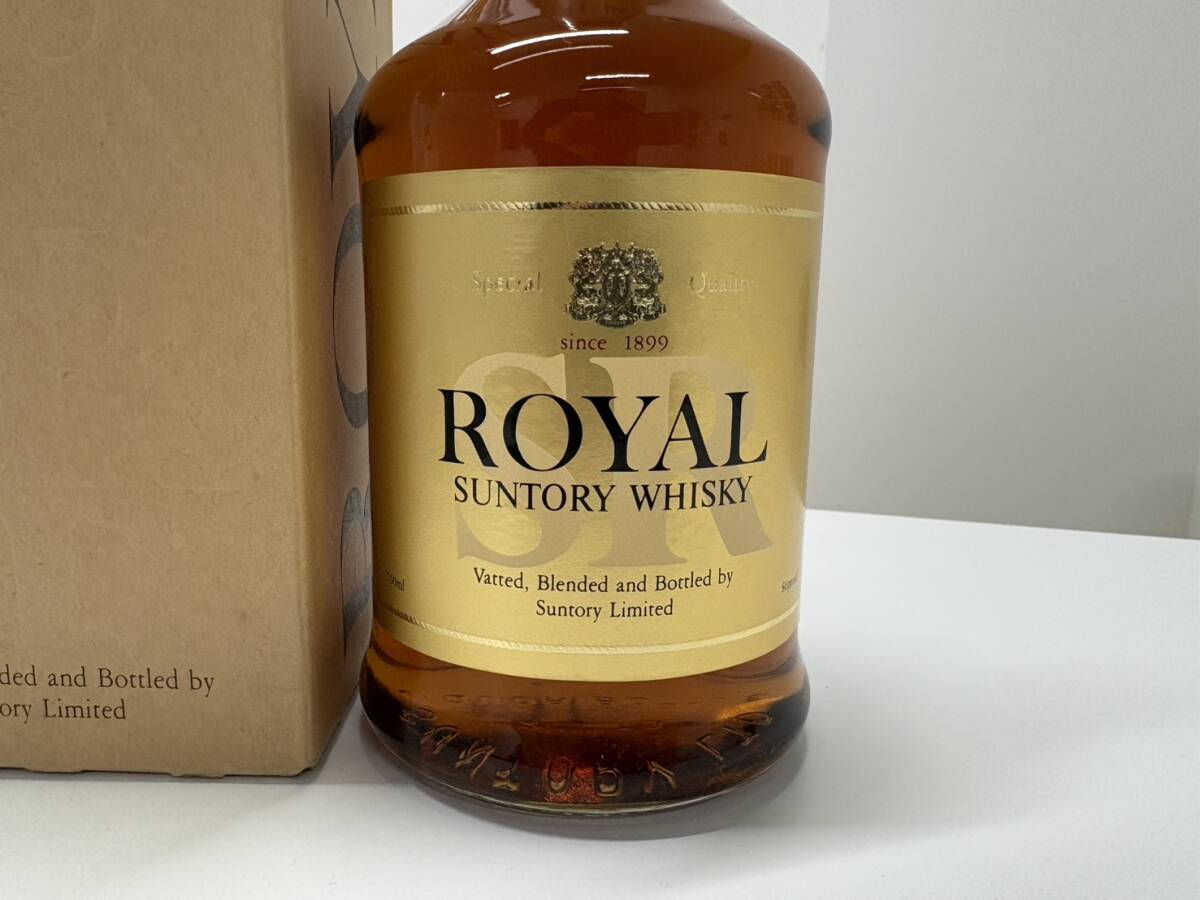 Special Quality
since 1899
SR
ROYAL
SUNTORY WHISKY
Vatted, Blended and Bottled by
Suntory Limited
ded and Bottled by
ory Limited